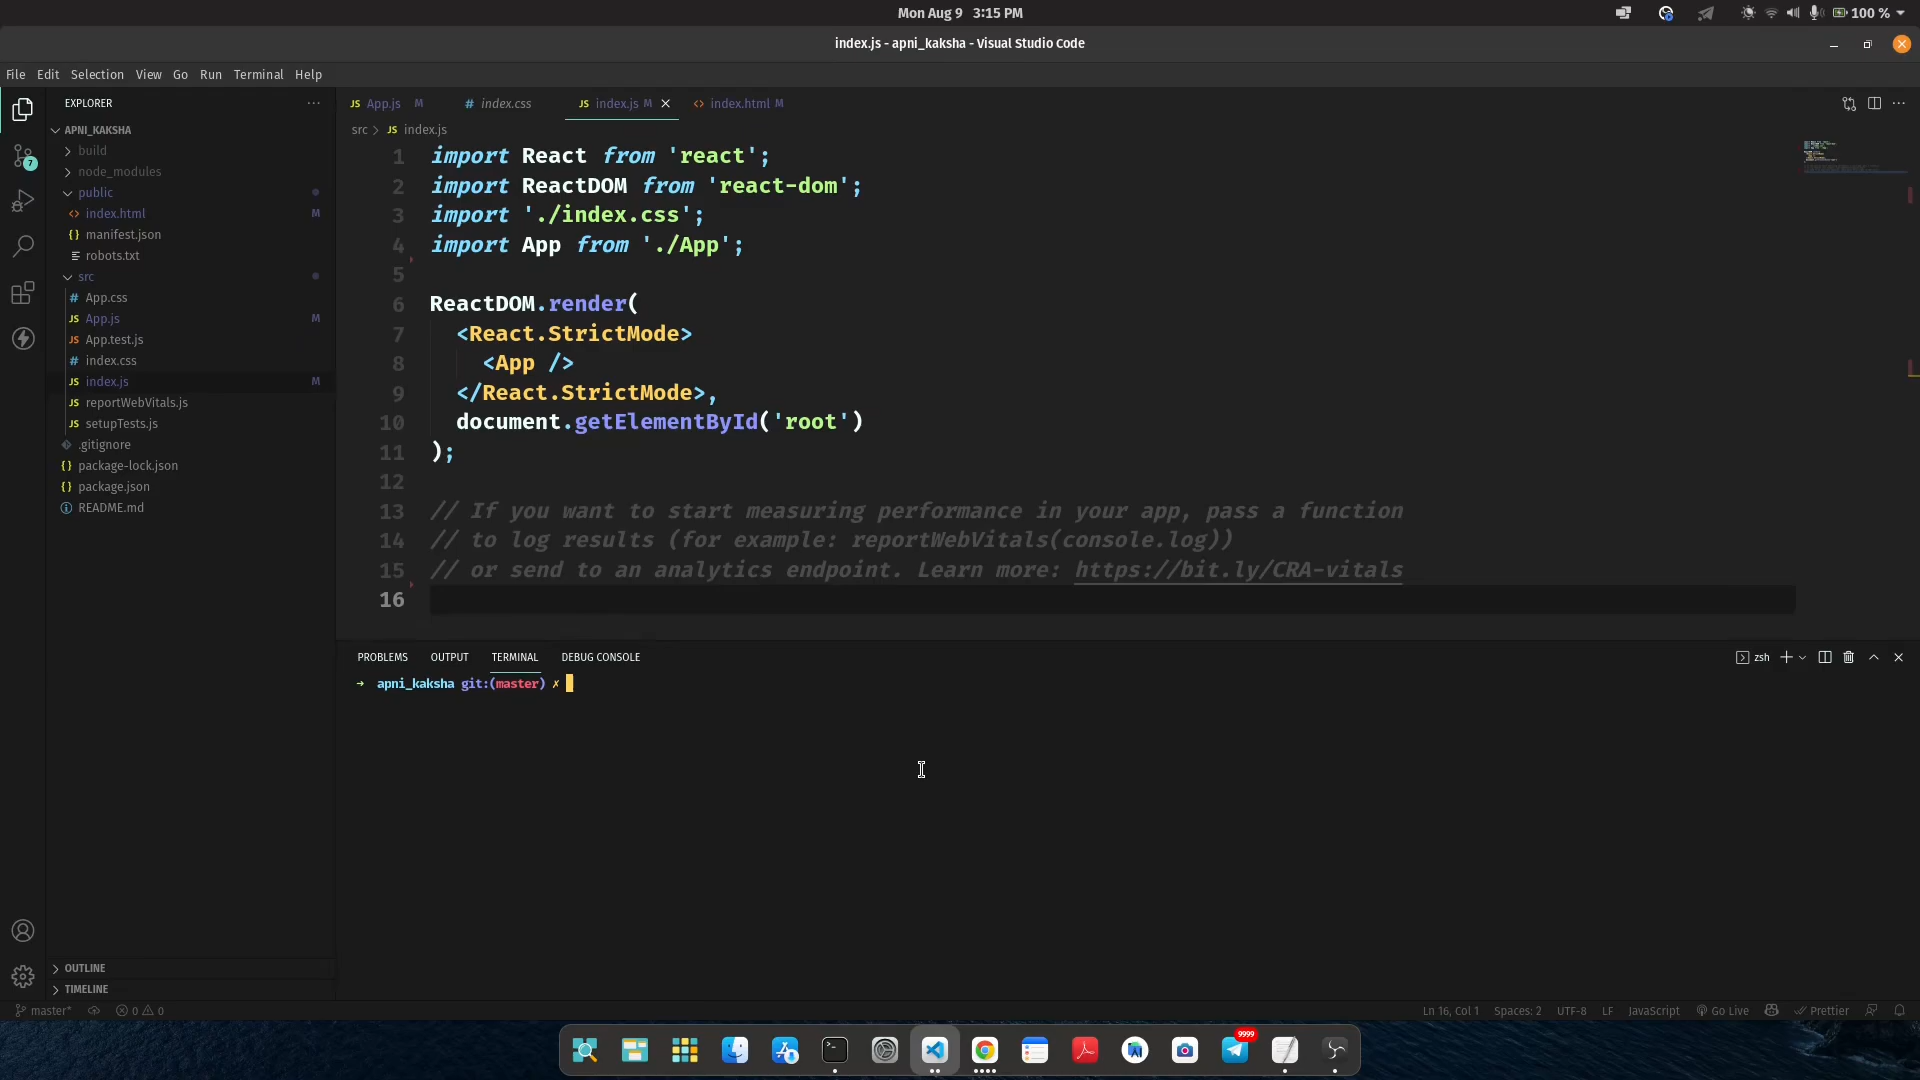 Mon Aug 9 3:15 PM
100 %
index.js - apni_kaksha - Visual Studio Code
File Edit Selection View Go Run Terminal Help
EXPLORER
APNI_KAKSHA
build
node_modules
public
index.html M
manifest.json
robots.txt
src
App.css
App.js M
App.test.js
index.css
index.js M
reportWebVitals.js
setupTests.js
.gitignore
package-lock.json
package.json
README.md
OUTLINE
TIMELINE
7
JS App.js M # index.css JS index.js M <> index.html M
src > JS index.js
1 import React from 'react';
2 import ReactDOM from 'react-dom';
3 import './index.css';
4 import App from './App';
5
6 ReactDOM.render(
7 <React.StrictMode>
8 <App />
9 </React.StrictMode>,
10 document.getElementById('root')
11 );
12
13 // If you want to start measuring performance in your app, pass a function
14 // to log results (for example: reportWebVitals(console.log))
15 // or send to an analytics endpoint. Learn more: https://bit.ly/CRA-vitals
16
PROBLEMS OUTPUT TERMINAL DEBUG CONSOLE
zsh
→ apni_kaksha git:(master) ✗
master* 0 0
Ln 16, Col 1 Spaces: 2 UTF-8 LF JavaScript Go Live Prettier
9999